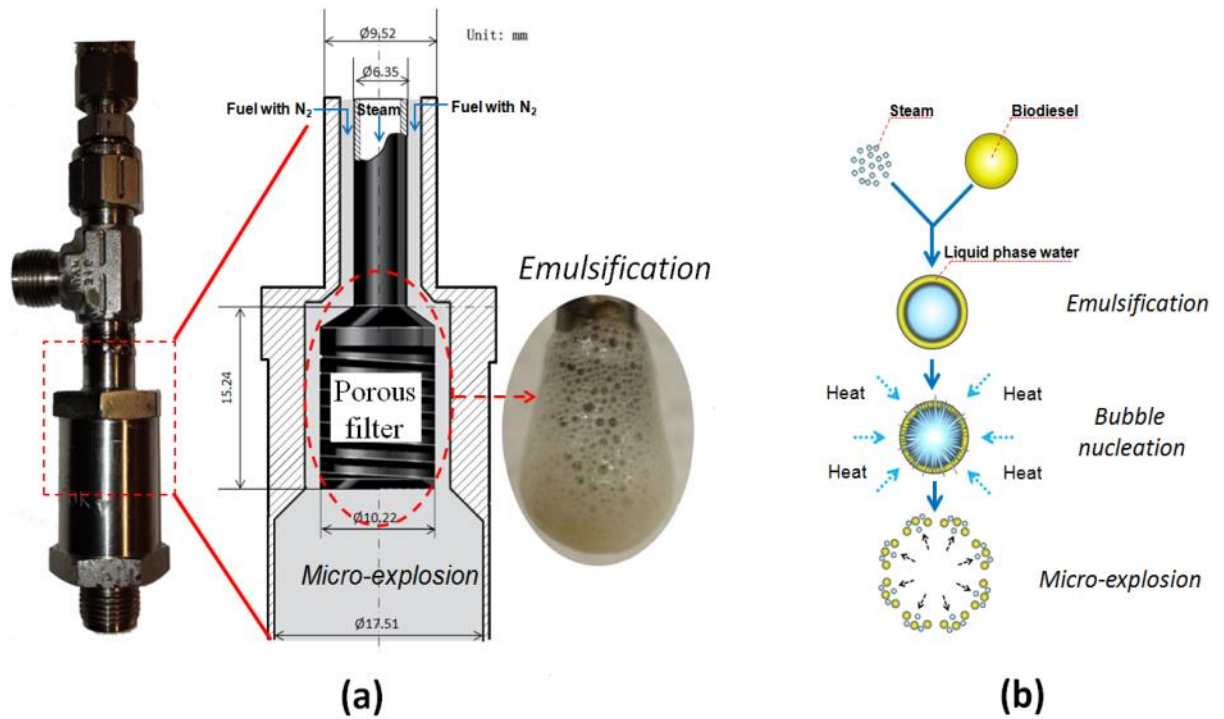 Ø9.52
Unit: mm
Ø6.35
Fuel with N₂
Steam
Fuel with N₂
15.24
Porous
filter
Ø10.22
Micro-explosion
Ø17.51
Emulsification
(a)
Steam
Biodiesel
Liquid phase water
Emulsification
Heat
Heat
Heat
Heat
Bubble
nucleation
Micro-explosion
(b)